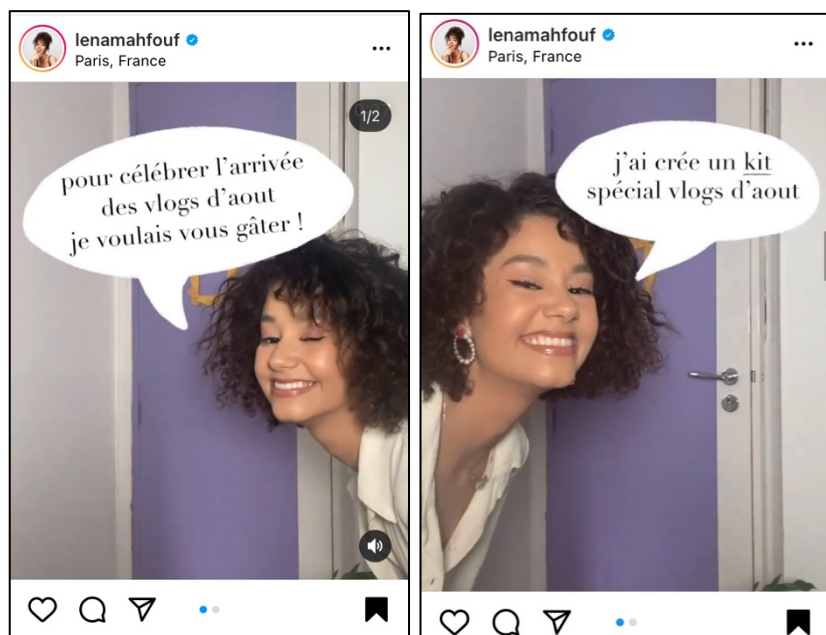 lenamahfouf
Paris, France
1/2
pour célébrer l'arrivée
des vlogs d'aout
je voulais vous gâter !
lenamahfouf
Paris, France
j'ai crée un kit
spécial vlogs d'aout